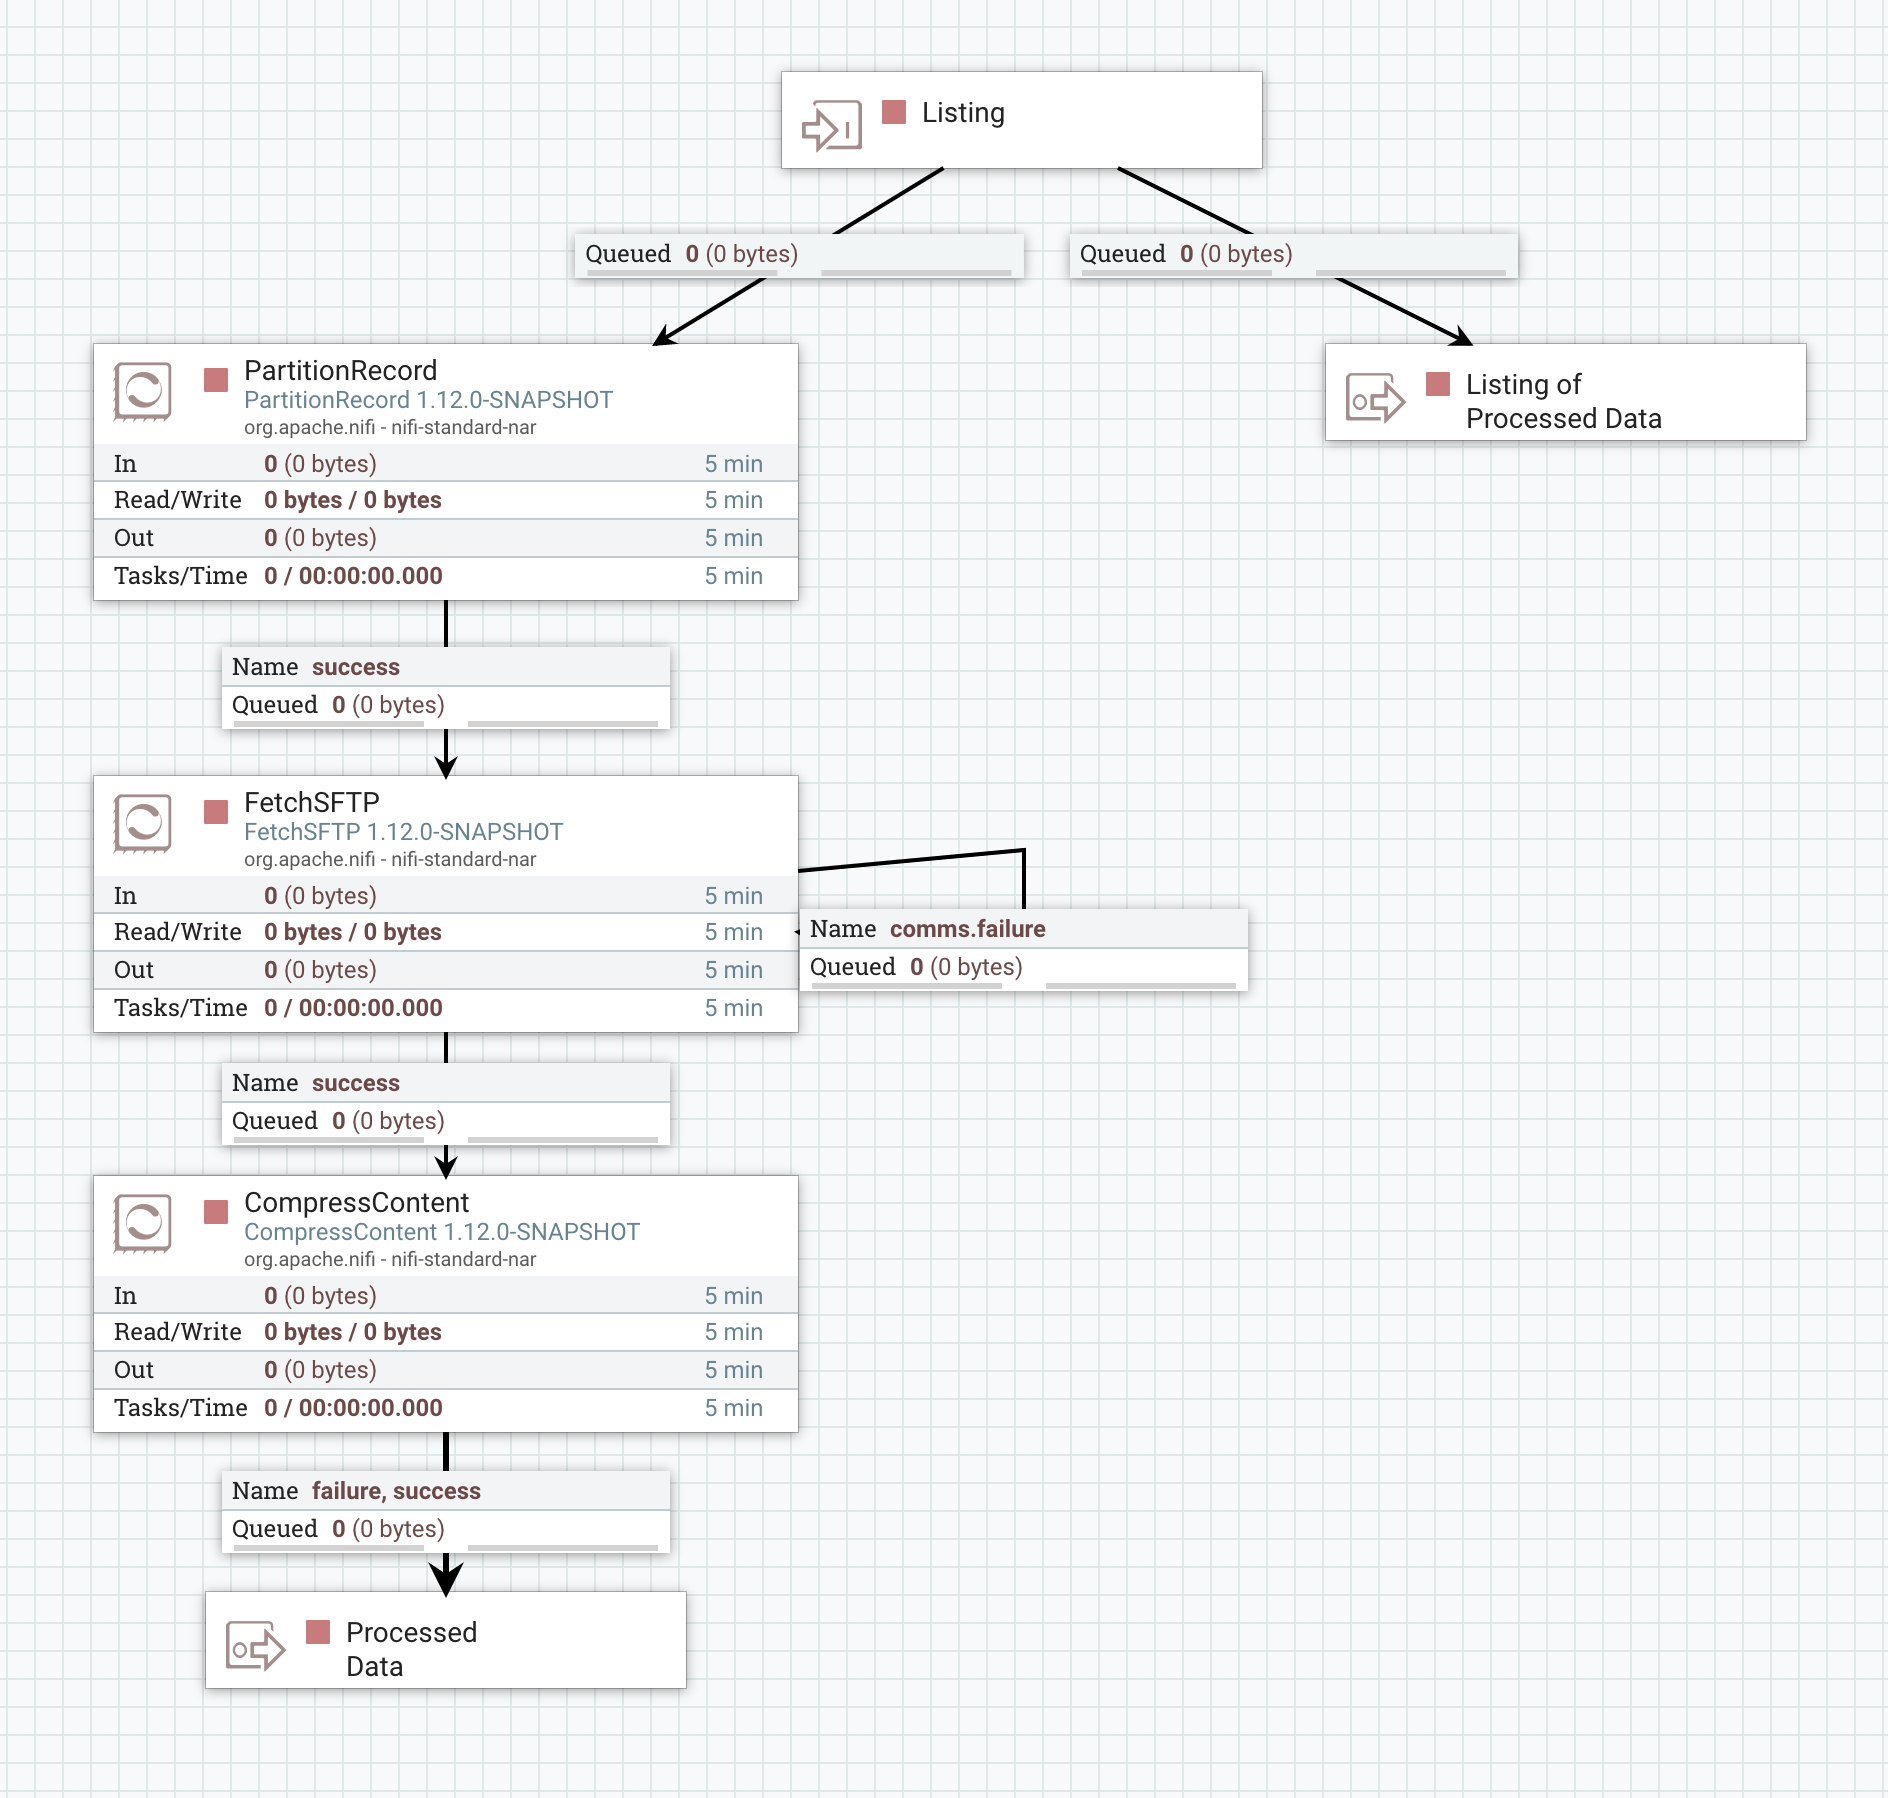 Listing
Queued 0 (0 bytes)
Queued 0 (0 bytes)
PartitionRecord
PartitionRecord 1.12.0-SNAPSHOT
org.apache.nifi - nifi-standard-nar
In 0 (0 bytes) 5 min
Read/Write 0 bytes / 0 bytes 5 min
Out 0 (0 bytes) 5 min
Tasks/Time 0 / 00:00:00.000 5 min
Listing of
Processed Data
Name success
Queued 0 (0 bytes)
FetchSFTP
FetchSFTP 1.12.0-SNAPSHOT
org.apache.nifi - nifi-standard-nar
In 0 (0 bytes) 5 min
Read/Write 0 bytes / 0 bytes 5 min
Out 0 (0 bytes) 5 min
Tasks/Time 0 / 00:00:00.000 5 min
Name comms.failure
Queued 0 (0 bytes)
Name success
Queued 0 (0 bytes)
CompressContent
CompressContent 1.12.0-SNAPSHOT
org.apache.nifi - nifi-standard-nar
In 0 (0 bytes) 5 min
Read/Write 0 bytes / 0 bytes 5 min
Out 0 (0 bytes) 5 min
Tasks/Time 0 / 00:00:00.000 5 min
Name failure, success
Queued 0 (0 bytes)
Processed
Data